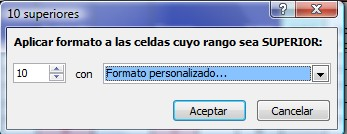 10 superiores
Aplicar formato a las celdas cuyo rango sea SUPERIOR:
10 con Formato personalizado...
Aceptar Cancelar